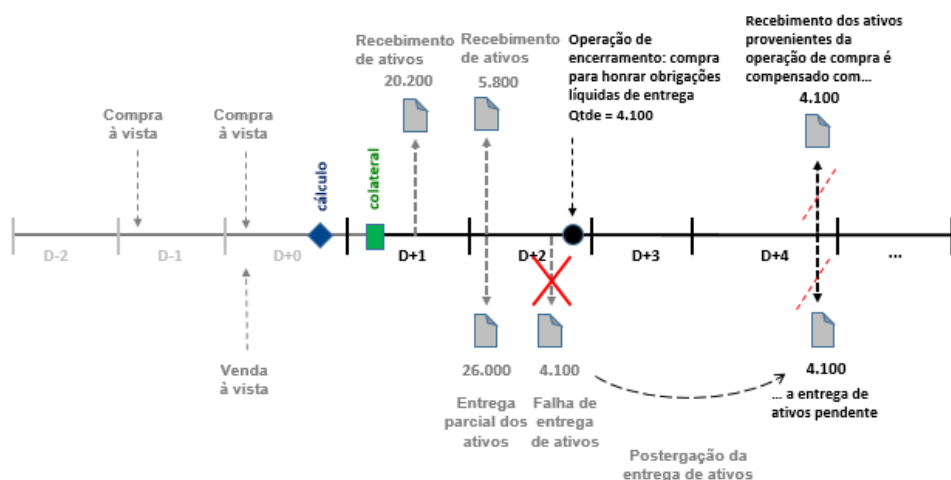 Recebimento
de ativos
20.200
Recebimento
de ativos
5.800
Operação de
encerramento: compra
para honrar obrigações
líquidas de entrega
Qtde = 4.100
Recebimento dos ativos
provenientes da
operação de compra é
compensado com...
4.100
Compra
à vista
Compra
à vista
cálculo
colateral
D-2
D-1
D+0
D+1
D+2
D+3
D+4
...
Venda
à vista
26.000
Entrega
parcial dos
ativos
4.100
Falha de
entrega
de ativos
4.100
... a entrega de
ativos pendente
Postergação da
entrega de ativos